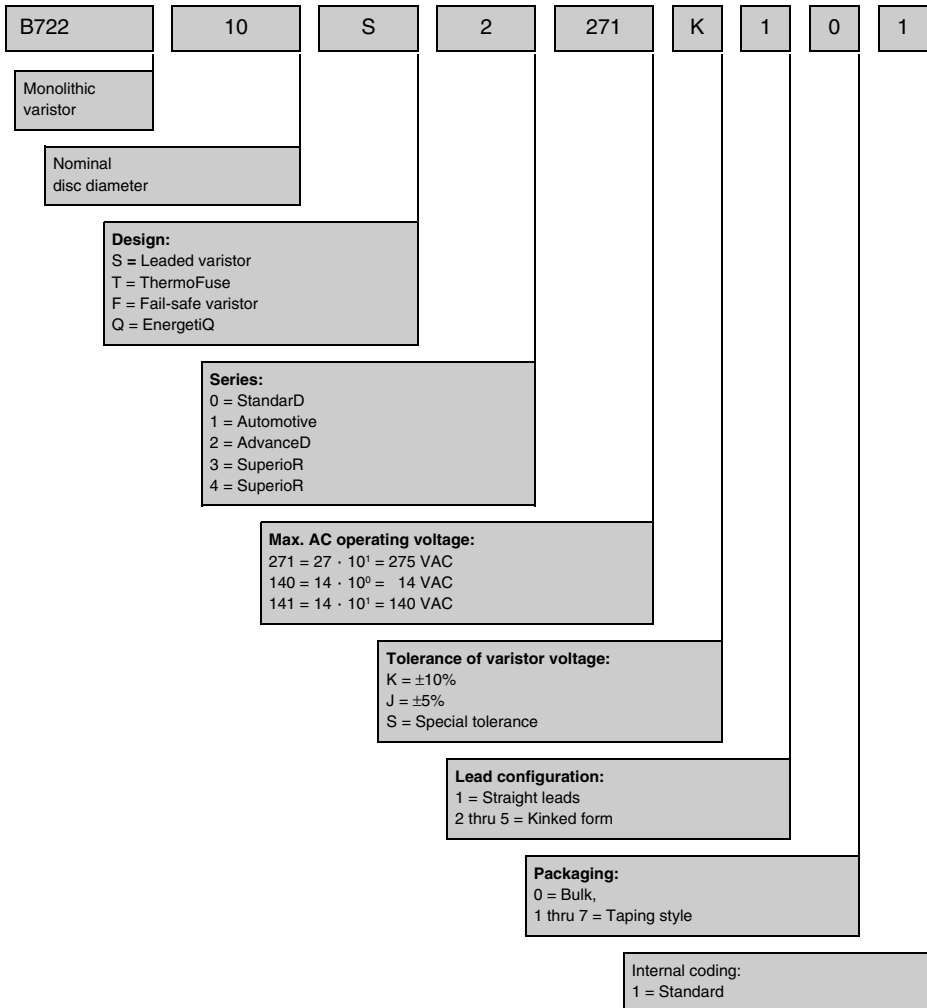 B722 10 S 2 271 K 1 0 1
Monolithic
varistor
Nominal
disc diameter
Design:
S = Leaded varistor
T = ThermoFuse
F = Fail-safe varistor
Q = EnergetiQ
Series:
0 = StandarD
1 = Automotive
2 = AdvanceD
3 = SuperioR
4 = SuperioR
Max. AC operating voltage:
271 = 27 · 10¹ = 275 VAC
140 = 14 · 10⁰ = 14 VAC
141 = 14 · 10¹ = 140 VAC
Tolerance of varistor voltage:
K = ±10%
J = ±5%
S = Special tolerance
Lead configuration:
1 = Straight leads
2 thru 5 = Kinked form
Packaging:
0 = Bulk,
1 thru 7 = Taping style
Internal coding:
1 = Standard